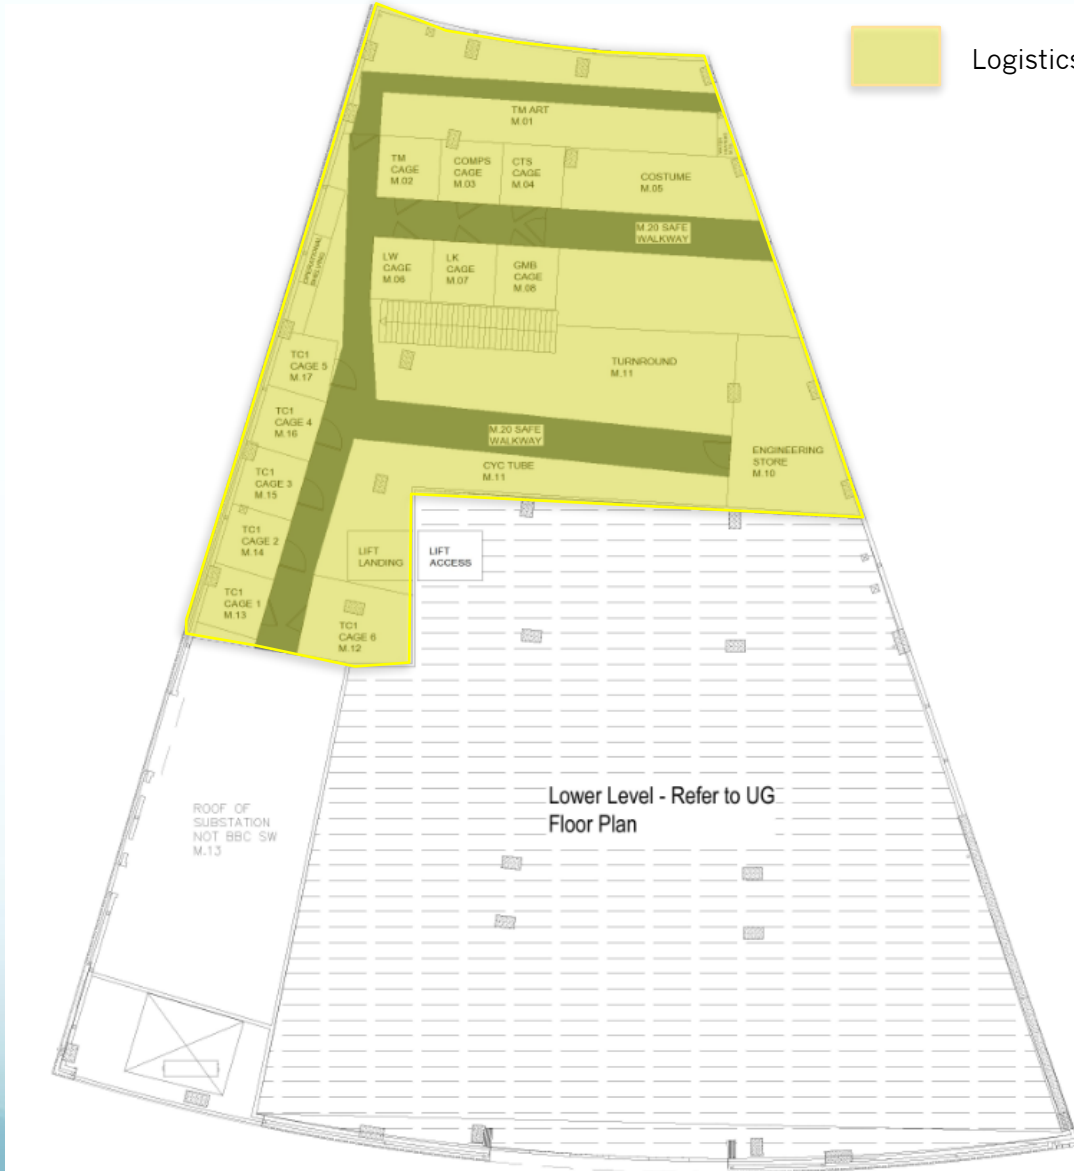 Logistics
TM ART
M.01
TM
CAGE
M.02
COMPS
CAGE
M.03
CTS
CAGE
M.04
COSTUME
M.05
M.20 SAFE
WALKWAY
OPERATIONAL
SHELVING
LW
CAGE
M.06
LK
CAGE
M.07
GMB
CAGE
M.08
TC1
CAGE 5
M.17
TURNROUND
M.11
TC1
CAGE 4
M.16
M.20 SAFE
WALKWAY
ENGINEERING
STORE
M.10
CYC TUBE
M.11
TC1
CAGE 3
M.15
TC1
CAGE 2
M.14
LIFT
LANDING
LIFT
ACCESS
TC1
CAGE 1
M.13
TC1
CAGE 6
M.12
Lower Level - Refer to UG
Floor Plan
ROOF OF
SUBSTATION
NOT BBC SW
M.13